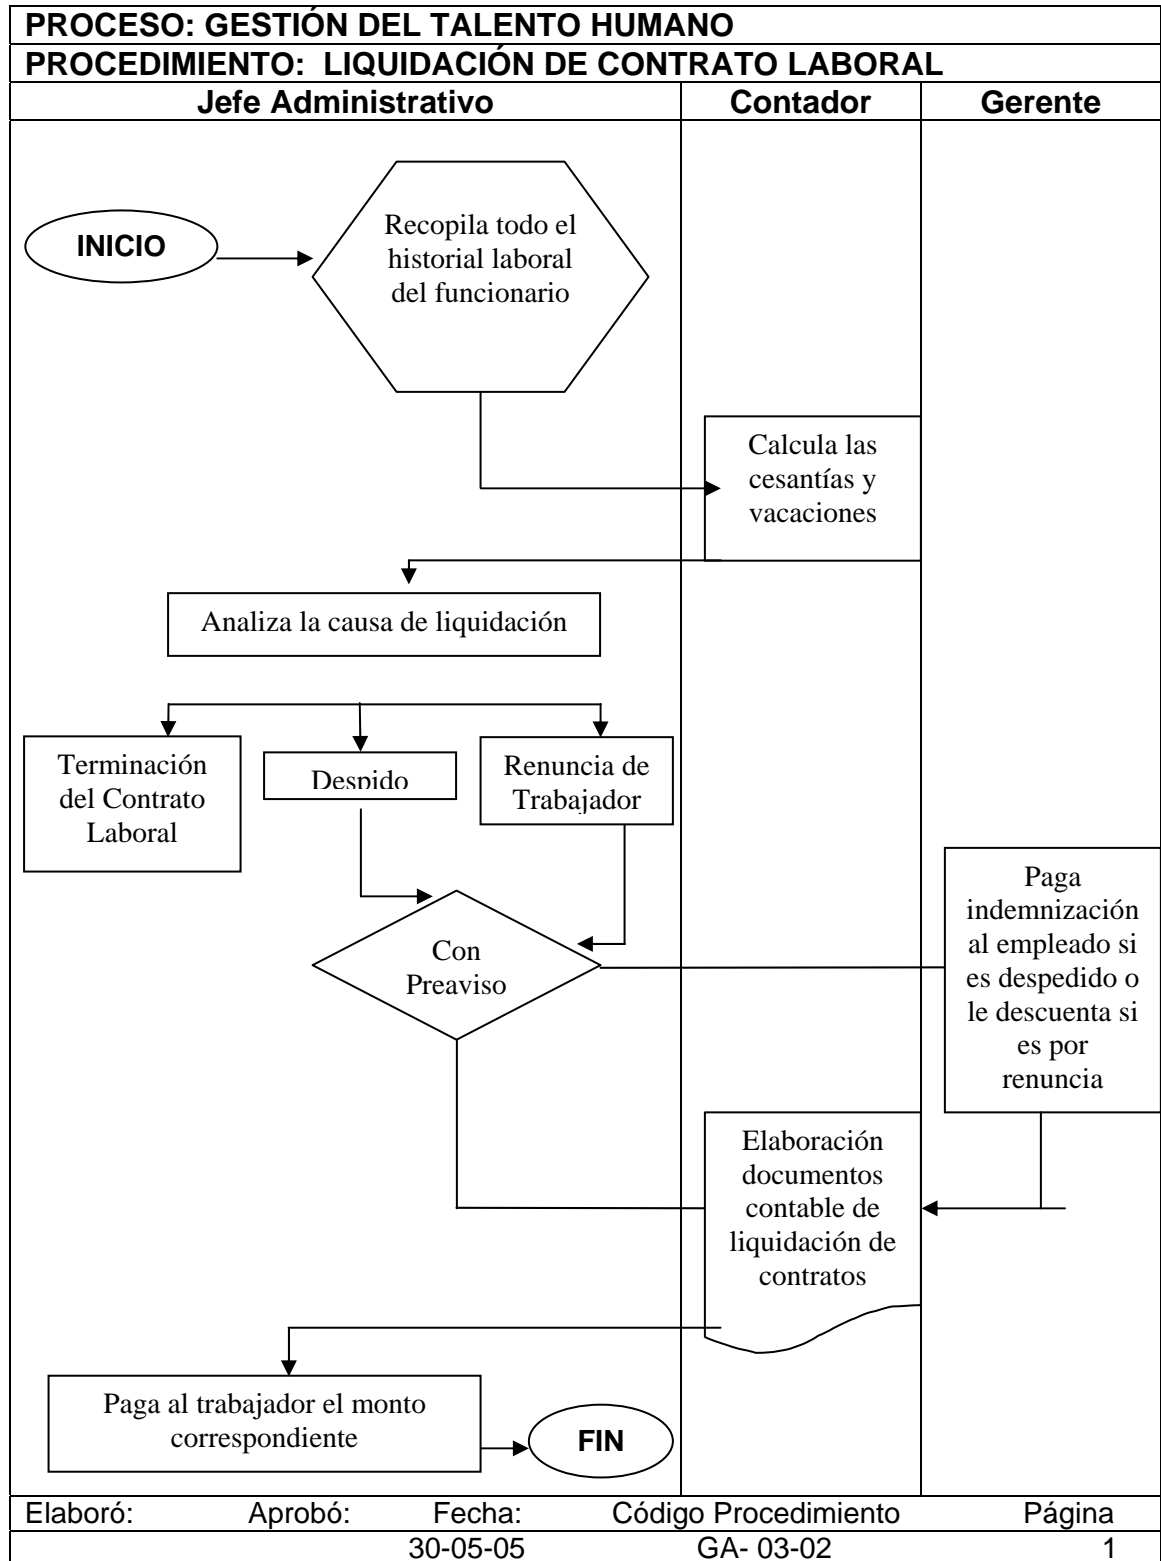 PROCESO: GESTIÓN DEL TALENTO HUMANO
PROCEDIMIENTO: LIQUIDACIÓN DE CONTRATO LABORAL
Jefe Administrativo Contador Gerente
INICIO
Recopila todo el
historial laboral
del funcionario
Calcula las
cesantías y
vacaciones
Analiza la causa de liquidación
Terminación
del Contrato
Laboral
Despido
Renuncia de
Trabajador
Con
Preaviso
Paga
indemnización
al empleado si
es despedido o
le descuenta si
es por
renuncia
Elaboración
documentos
contable de
liquidación de
contratos
Paga al trabajador el monto
correspondiente
FIN
Elaboró: Aprobó: Fecha: Código Procedimiento Página
30-05-05 GA- 03-02 1